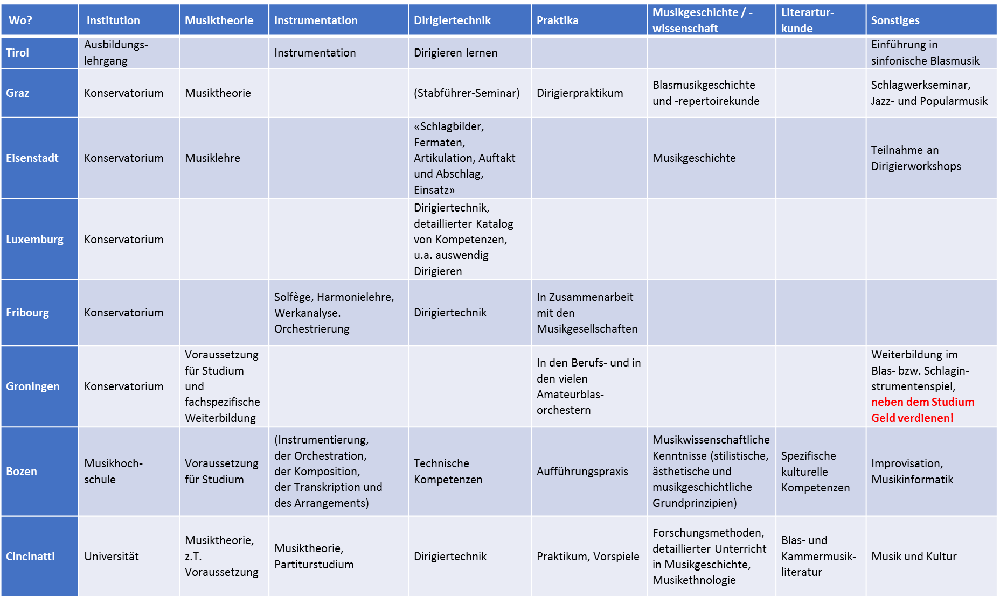 Wo?
Institution
Musiktheorie
Instrumentation
Dirigiertechnik
Praktika
Musikgeschichte / -
wissenschaft
Literartur-
kunde
Sonstiges
Tirol
Ausbildungs-
lehrgang
Instrumentation
Dirigieren lernen
Einführung in
sinfonische Blasmusik
Graz
Konservatorium
Musiktheorie
(Stabführer-Seminar)
Dirigierpraktikum
Blasmusikgeschichte
und -repertoirekunde
Schlagwerkseminar,
Jazz- und Popularmusik
Eisenstadt
Konservatorium
Musiklehre
«Schlagbilder,
Fermaten,
Artikulation, Auftakt
und Abschlag,
Einsatz»
Musikgeschichte
Teilnahme an
Dirigierworkshops
Luxemburg
Konservatorium
Dirigiertechnik,
detaillierter Katalog
von Kompetenzen,
u.a. auswendig
Dirigieren
Fribourg
Konservatorium
Solfège, Harmonielehre,
Werkanalyse.
Orchestrierung
Dirigiertechnik
In Zusammenarbeit
mit den
Musikgesellschaften
Groningen
Konservatorium
Voraussetzung
für Studium
und
fachspezifische
Weiterbildung
In den Berufs- und in
den vielen
Amateurblas-
orchestern
Weiterbildung im
Blas- bzw. Schlagin-
strumentenspiel,
neben dem Studium
Geld verdienen!
Bozen
Musikhoch-
schule
Voraussetzung
für Studium
(Instrumentierung,
der Orchestration,
der Komposition,
der Transkription und
des Arrangements)
Technische
Kompetenzen
Aufführungspraxis
Musikwissenschaftliche
Kenntnisse (stilistische,
ästhetische und
musikgeschichtliche
Grundprinzipien)
Spezifische
kulturelle
Kompetenzen
Improvisation,
Musikinformatik
Cincinatti
Universität
Musiktheorie,
z.T.
Voraussetzung
Musiktheorie,
Partiturstudium
Dirigiertechnik
Praktikum, Vorspiele
Forschungsmethoden,
detaillierter Unterricht
in Musikgeschichte,
Musikethnologie
Blas- und
Kammermusik-
literatur
Musik und Kultur